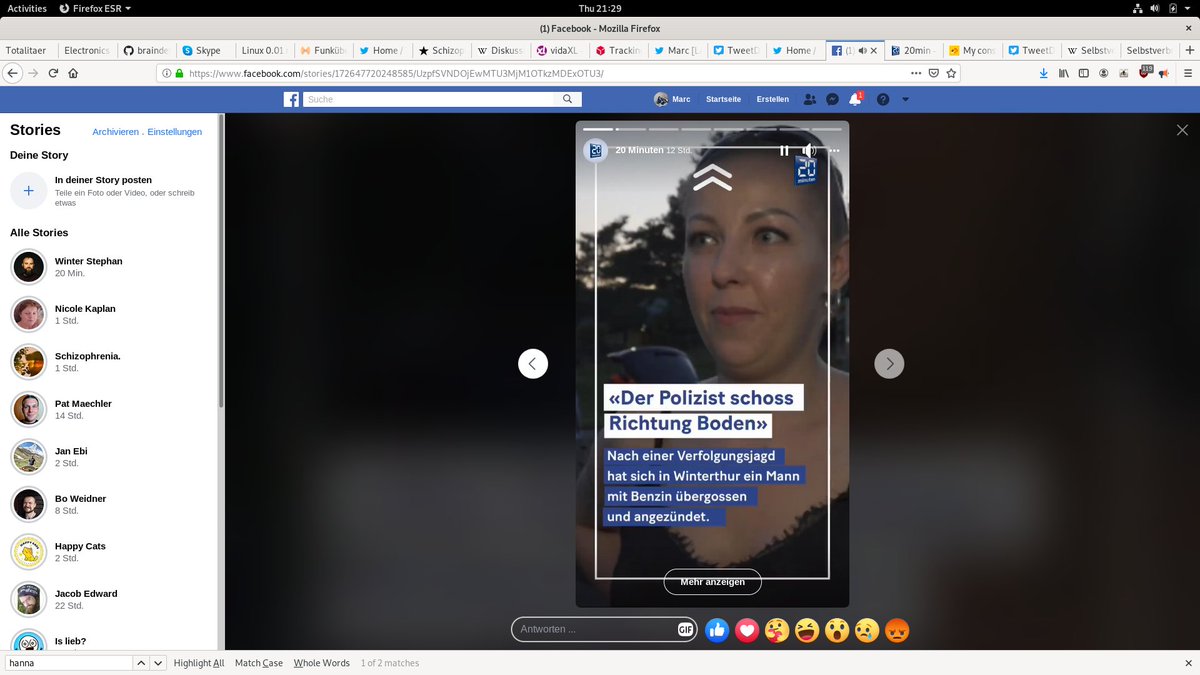 Activities
Firefox ESR
Thu 21:29
(1) Facebook - Mozilla Firefox
Totalitaer
Electronics
brainde
Skype
Linux 0.01
Funküb
Home /
Schizop
Diskuss
vidaXL
Trackin
Marc [L
TweetD
Home /
(1)
20min
My cons
TweetD
Selbstv
Selbstverb
https://www.facebook.com/stories/172647720248585/UzpfSVNDOjEwMTU3MjM1OTkzMDExOTU3/
119
Suche
Marc
Startseite
Erstellen
1
Stories
Archivieren . Einstellungen
Deine Story
In deiner Story posten
Teile ein Foto oder Video, oder schreib
etwas
Alle Stories
Winter Stephan
20 Min.
Nicole Kaplan
1 Std.
Schizophrenia.
1 Std.
Pat Maechler
14 Std.
Jan Ebi
2 Std.
Bo Weidner
8 Std.
Happy Cats
2 Std.
Jacob Edward
22 Std.
Is lieb?
20
20 Minuten 12 Std.
20
minuten
«Der Polizist schoss
Richtung Boden»
Nach einer Verfolgungsjagd
hat sich in Winterthur ein Mann
mit Benzin übergossen
und angezündet.
Mehr anzeigen
Antworten ...
GIF
hanna
Highlight All
Match Case
Whole Words
1 of 2 matches